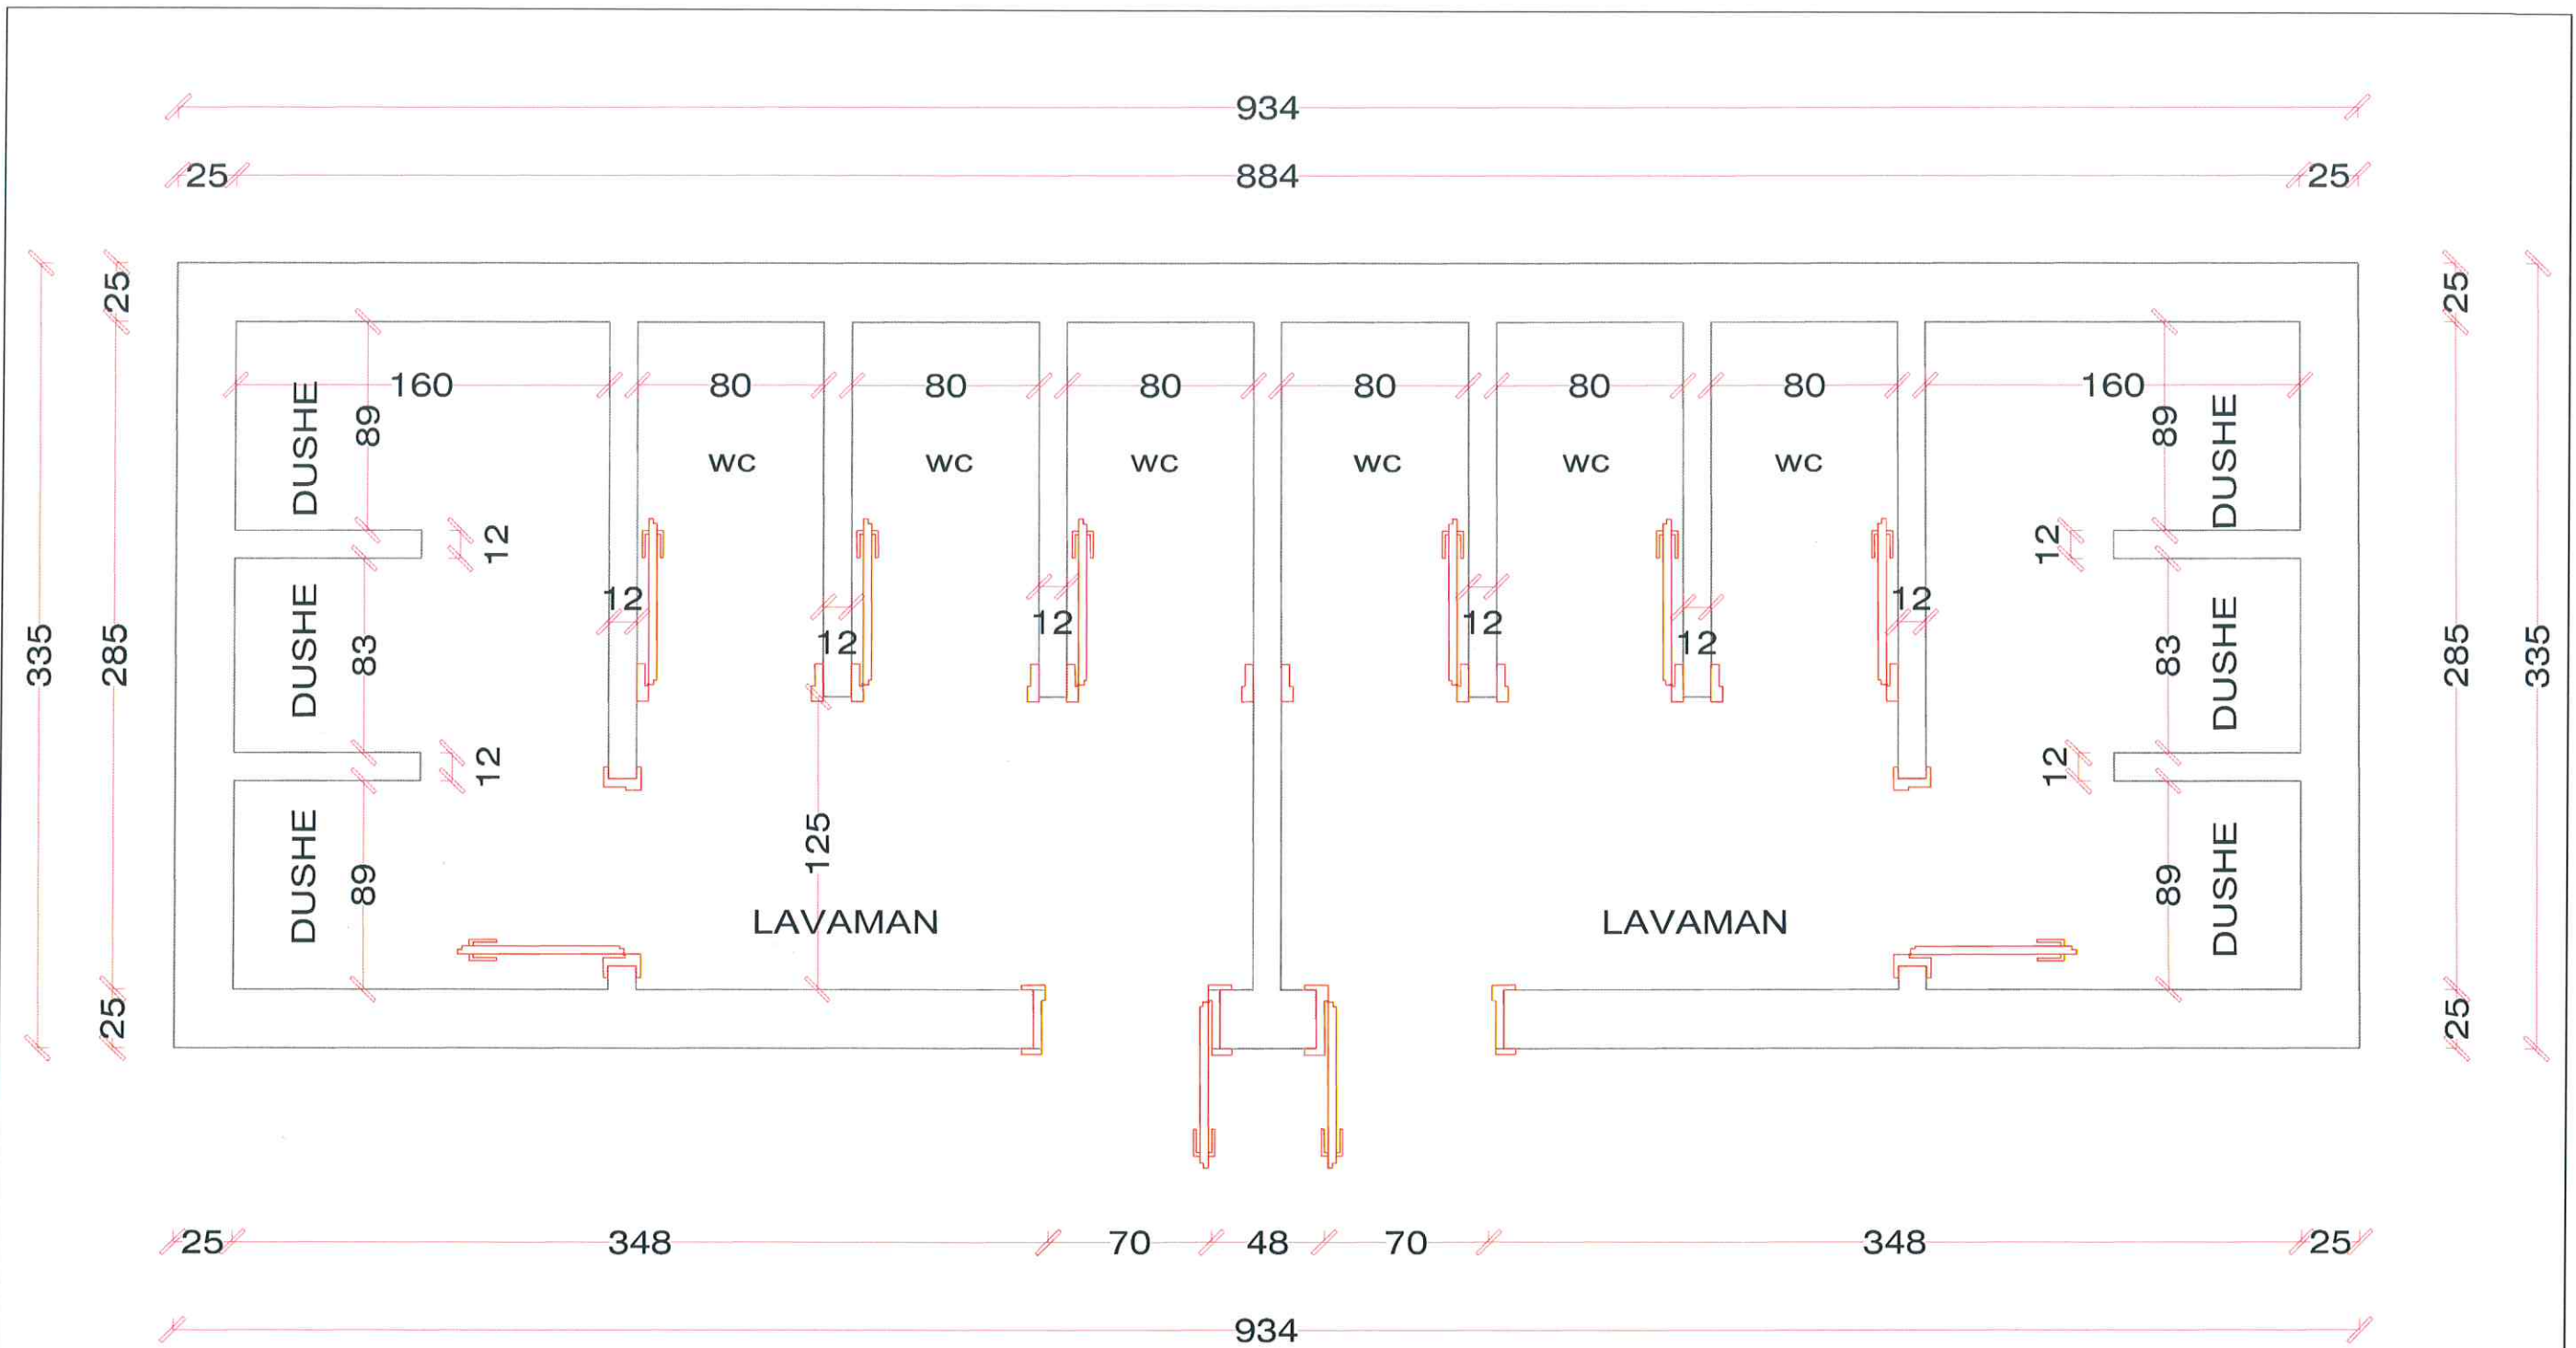 934
25 884 25
25 25
160 80 80 80 80 80 80 160
DUSHE 89 89 DUSHE
wc wc wc wc wc wc
12 12
12 12 12 12 12 12
335 285 DUSHE 83 83 DUSHE 285 335
12 12
125
DUSHE 89 89 DUSHE
LAVAMAN LAVAMAN
25 25
25 348 70 48 70 348 25
934